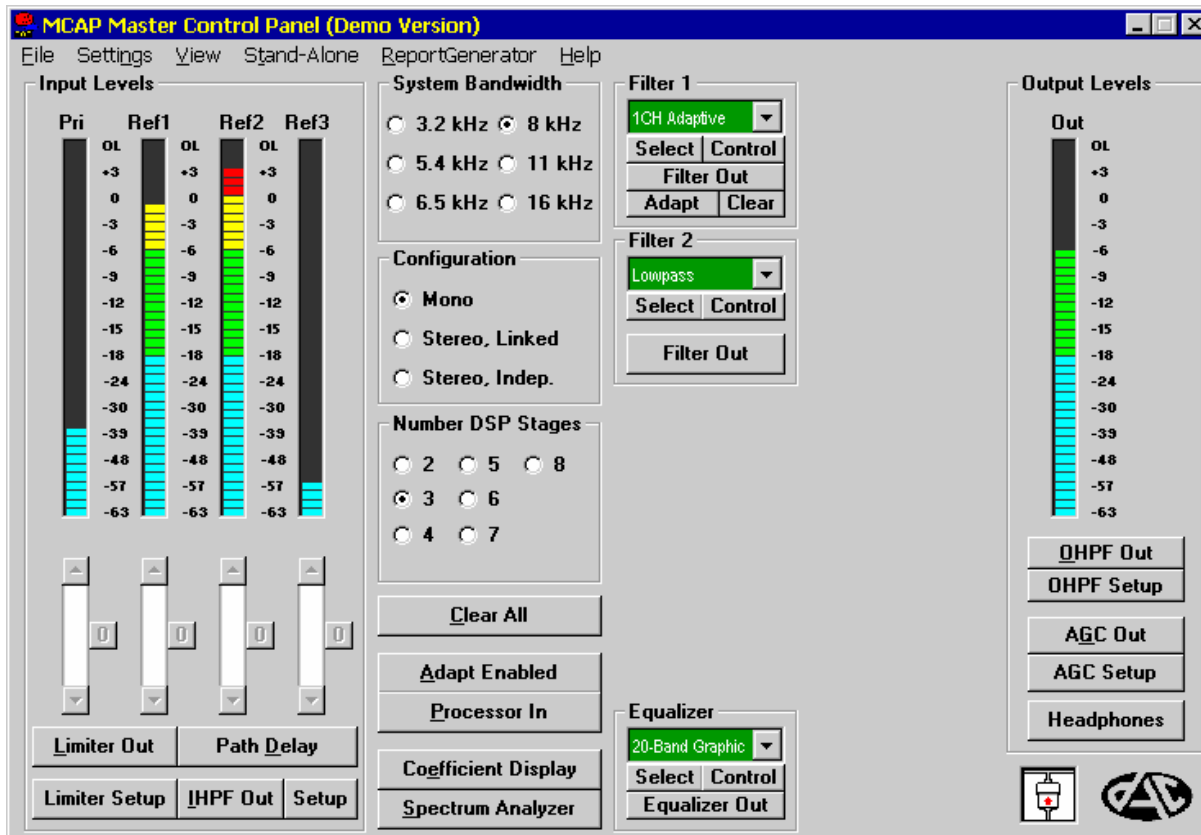 MCAP Master Control Panel (Demo Version)
File Settings View Stand-Alone ReportGenerator Help
Input Levels
Pri Ref1 Ref2 Ref3
OL OL OL
+3 +3 +3
0 0 0
-3 -3 -3
-6 -6 -6
-9 -9 -9
-12 -12 -12
-15 -15 -15
-18 -18 -18
-24 -24 -24
-30 -30 -30
-39 -39 -39
-48 -48 -48
-57 -57 -57
-63 -63 -63
0 0 0 0
Limiter Out Path Delay
Limiter Setup IHPF Out Setup
System Bandwidth
3.2 kHz 8 kHz
5.4 kHz 11 kHz
6.5 kHz 16 kHz
Configuration
Mono
Stereo, Linked
Stereo, Indep.
Number DSP Stages
2 5 8
3 6
4 7
Clear All
Adapt Enabled
Processor In
Coefficient Display
Spectrum Analyzer
Filter 1
1CH Adaptive
Select Control
Filter Out
Adapt Clear
Filter 2
Lowpass
Select Control
Filter Out
Equalizer
20-Band Graphic
Select Control
Equalizer Out
Output Levels
Out
OL
+3
0
-3
-6
-9
-12
-15
-18
-24
-30
-39
-48
-57
-63
OHPF Out
OHPF Setup
AGC Out
AGC Setup
Headphones
DAC